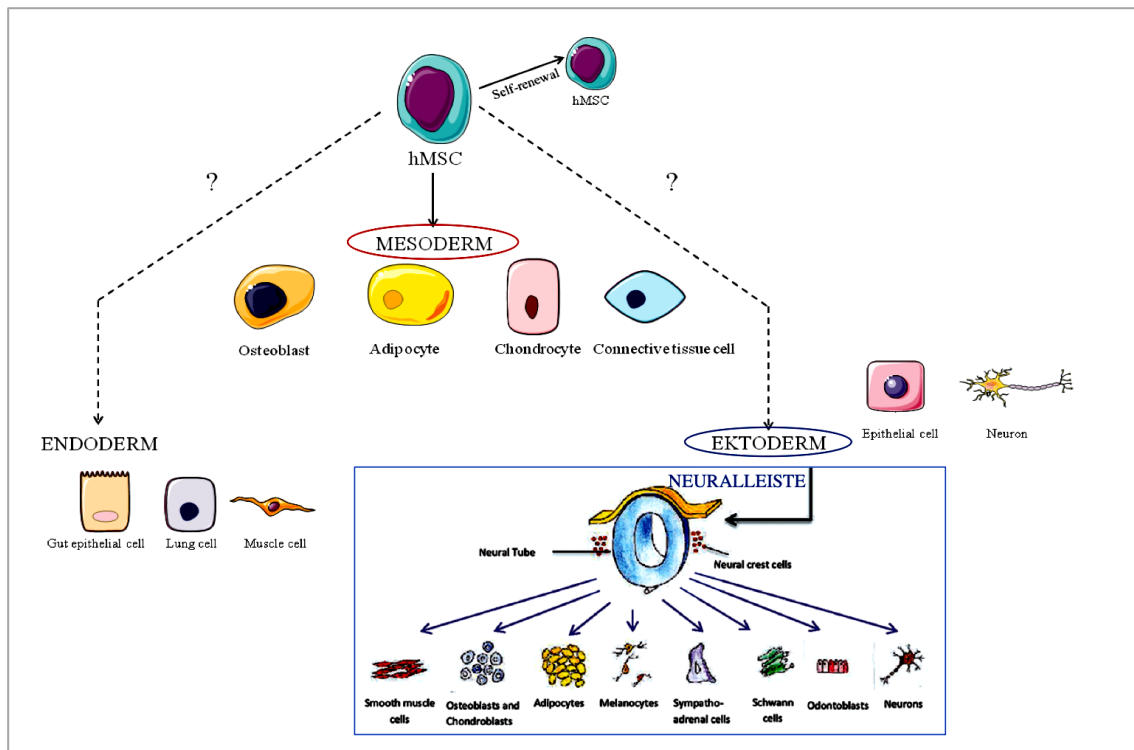 Self-renewal
hMSC
hMSC
?
?
MESODERM
Osteoblast
Adipocyte
Chondrocyte
Connective tissue cell
ENDODERM
Gut epithelial cell
Lung cell
Muscle cell
EKTODERM
Epithelial cell
Neuron
NEURALLEISTE
Neural Tube
Neural crest cells
Smooth muscle
cells
Osteoblasts and
Chondroblasts
Adipocytes
Melanocytes
Sympatho-
adrenal cells
Schwann
cells
Odontoblasts
Neurons